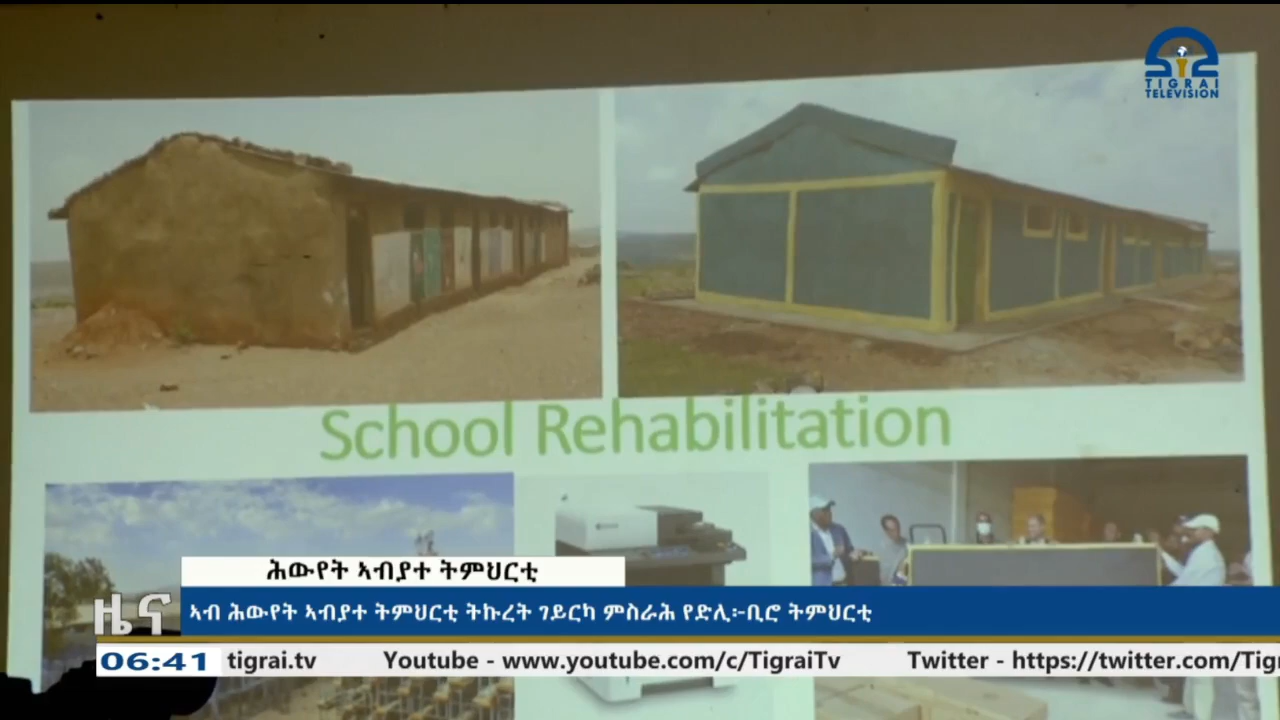 TIGRAI
TELEVISION
School Rehabilitation
ሕውየት ኣብያተ ትምህርቲ
ዜና
ኣብ ሕውየት ኣብያተ ትምህርቲ ትኩረት ገይርካ ምስራሕ የድሊ፦ቢሮ ትምህርቲ
06:41 tigrai.tv Youtube - www.youtube.com/c/TigraiTv Twitter - https://twitter.com/Tig